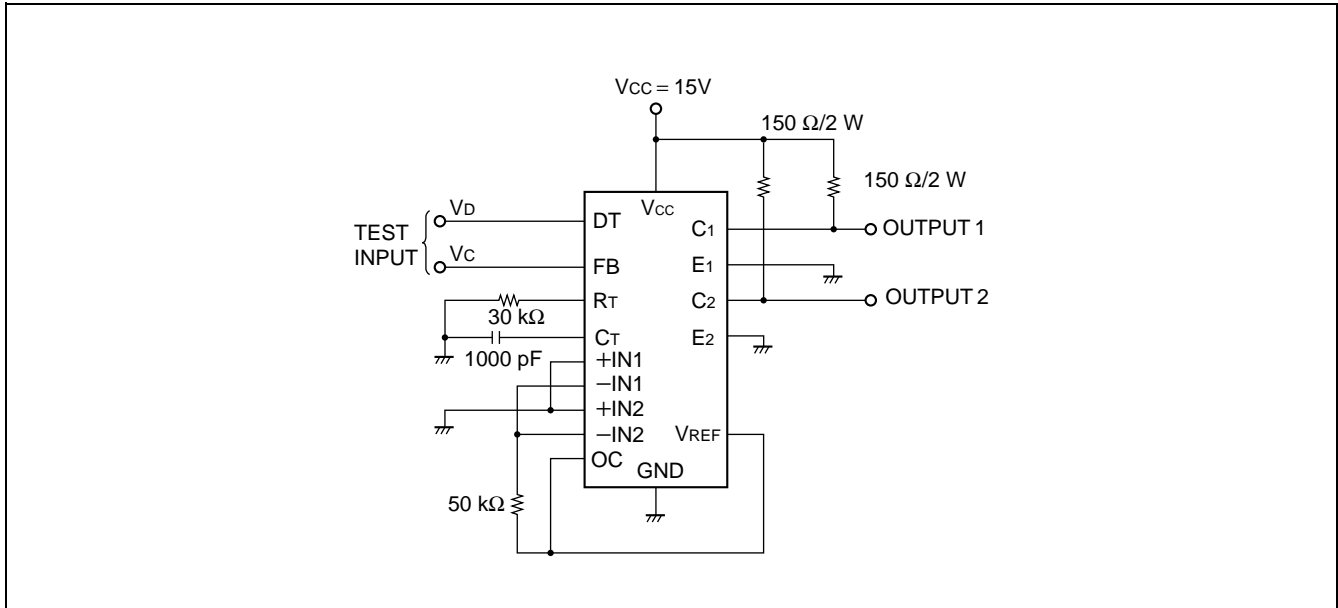 VCC = 15V
150 Ω/2 W
150 Ω/2 W
TEST
INPUT
VD
VC
VCC
DT
FB
RT
CT
+IN1
−IN1
+IN2
−IN2
OC
GND
C1
E1
C2
E2
VREF
OUTPUT 1
OUTPUT 2
30 kΩ
1000 pF
50 kΩ